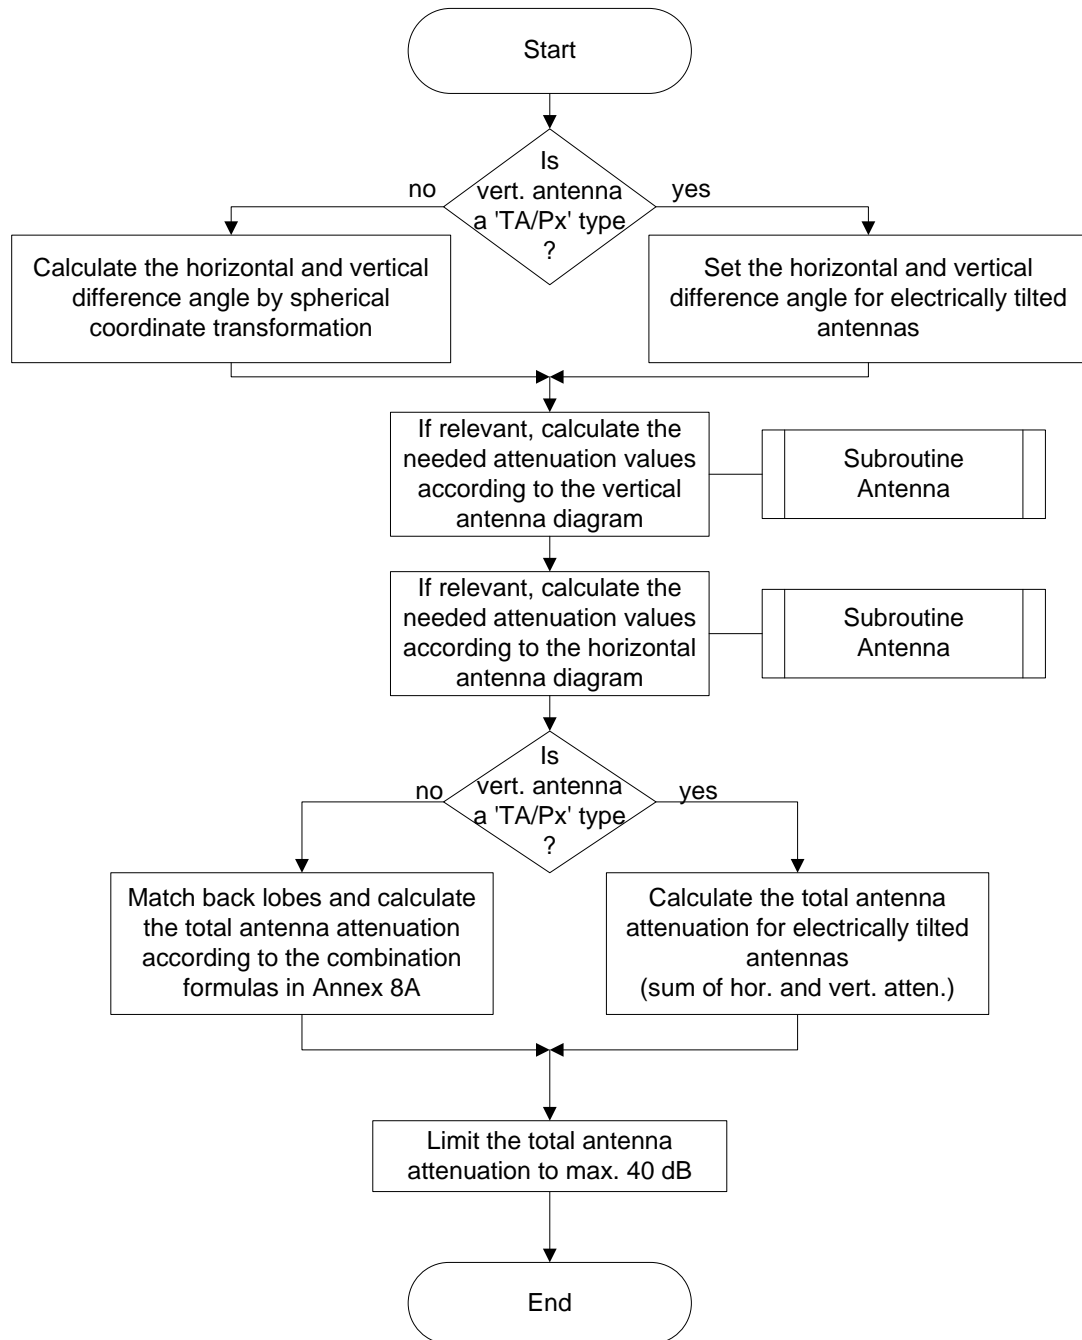 Start
Is
vert. antenna
a 'TA/Px' type
?
no
yes
Calculate the horizontal and vertical
difference angle by spherical
coordinate transformation
Set the horizontal and vertical
difference angle for electrically tilted
antennas
If relevant, calculate the
needed attenuation values
according to the vertical
antenna diagram
Subroutine
Antenna
If relevant, calculate the
needed attenuation values
according to the horizontal
antenna diagram
Subroutine
Antenna
Is
vert. antenna
a 'TA/Px' type
?
no
yes
Match back lobes and calculate
the total antenna attenuation
according to the combination
formulas in Annex 8A
Calculate the total antenna
attenuation for electrically tilted
antennas
(sum of hor. and vert. atten.)
Limit the total antenna
attenuation to max. 40 dB
End